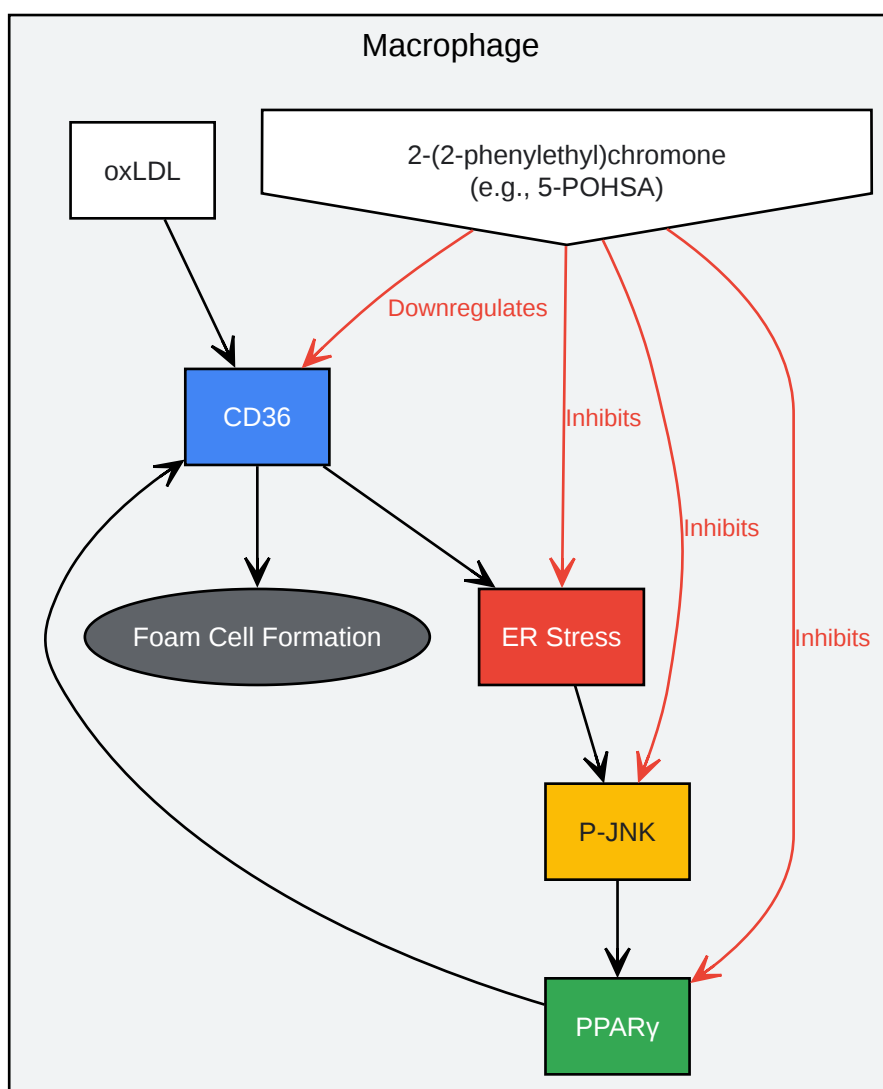 Macrophage
oxLDL
2-(2-phenylethyl)chromone
(e.g., 5-POHSA)
Downregulates
CD36
Inhibits
Inhibits
Foam Cell Formation
ER Stress
Inhibits
P-JNK
PPARγ